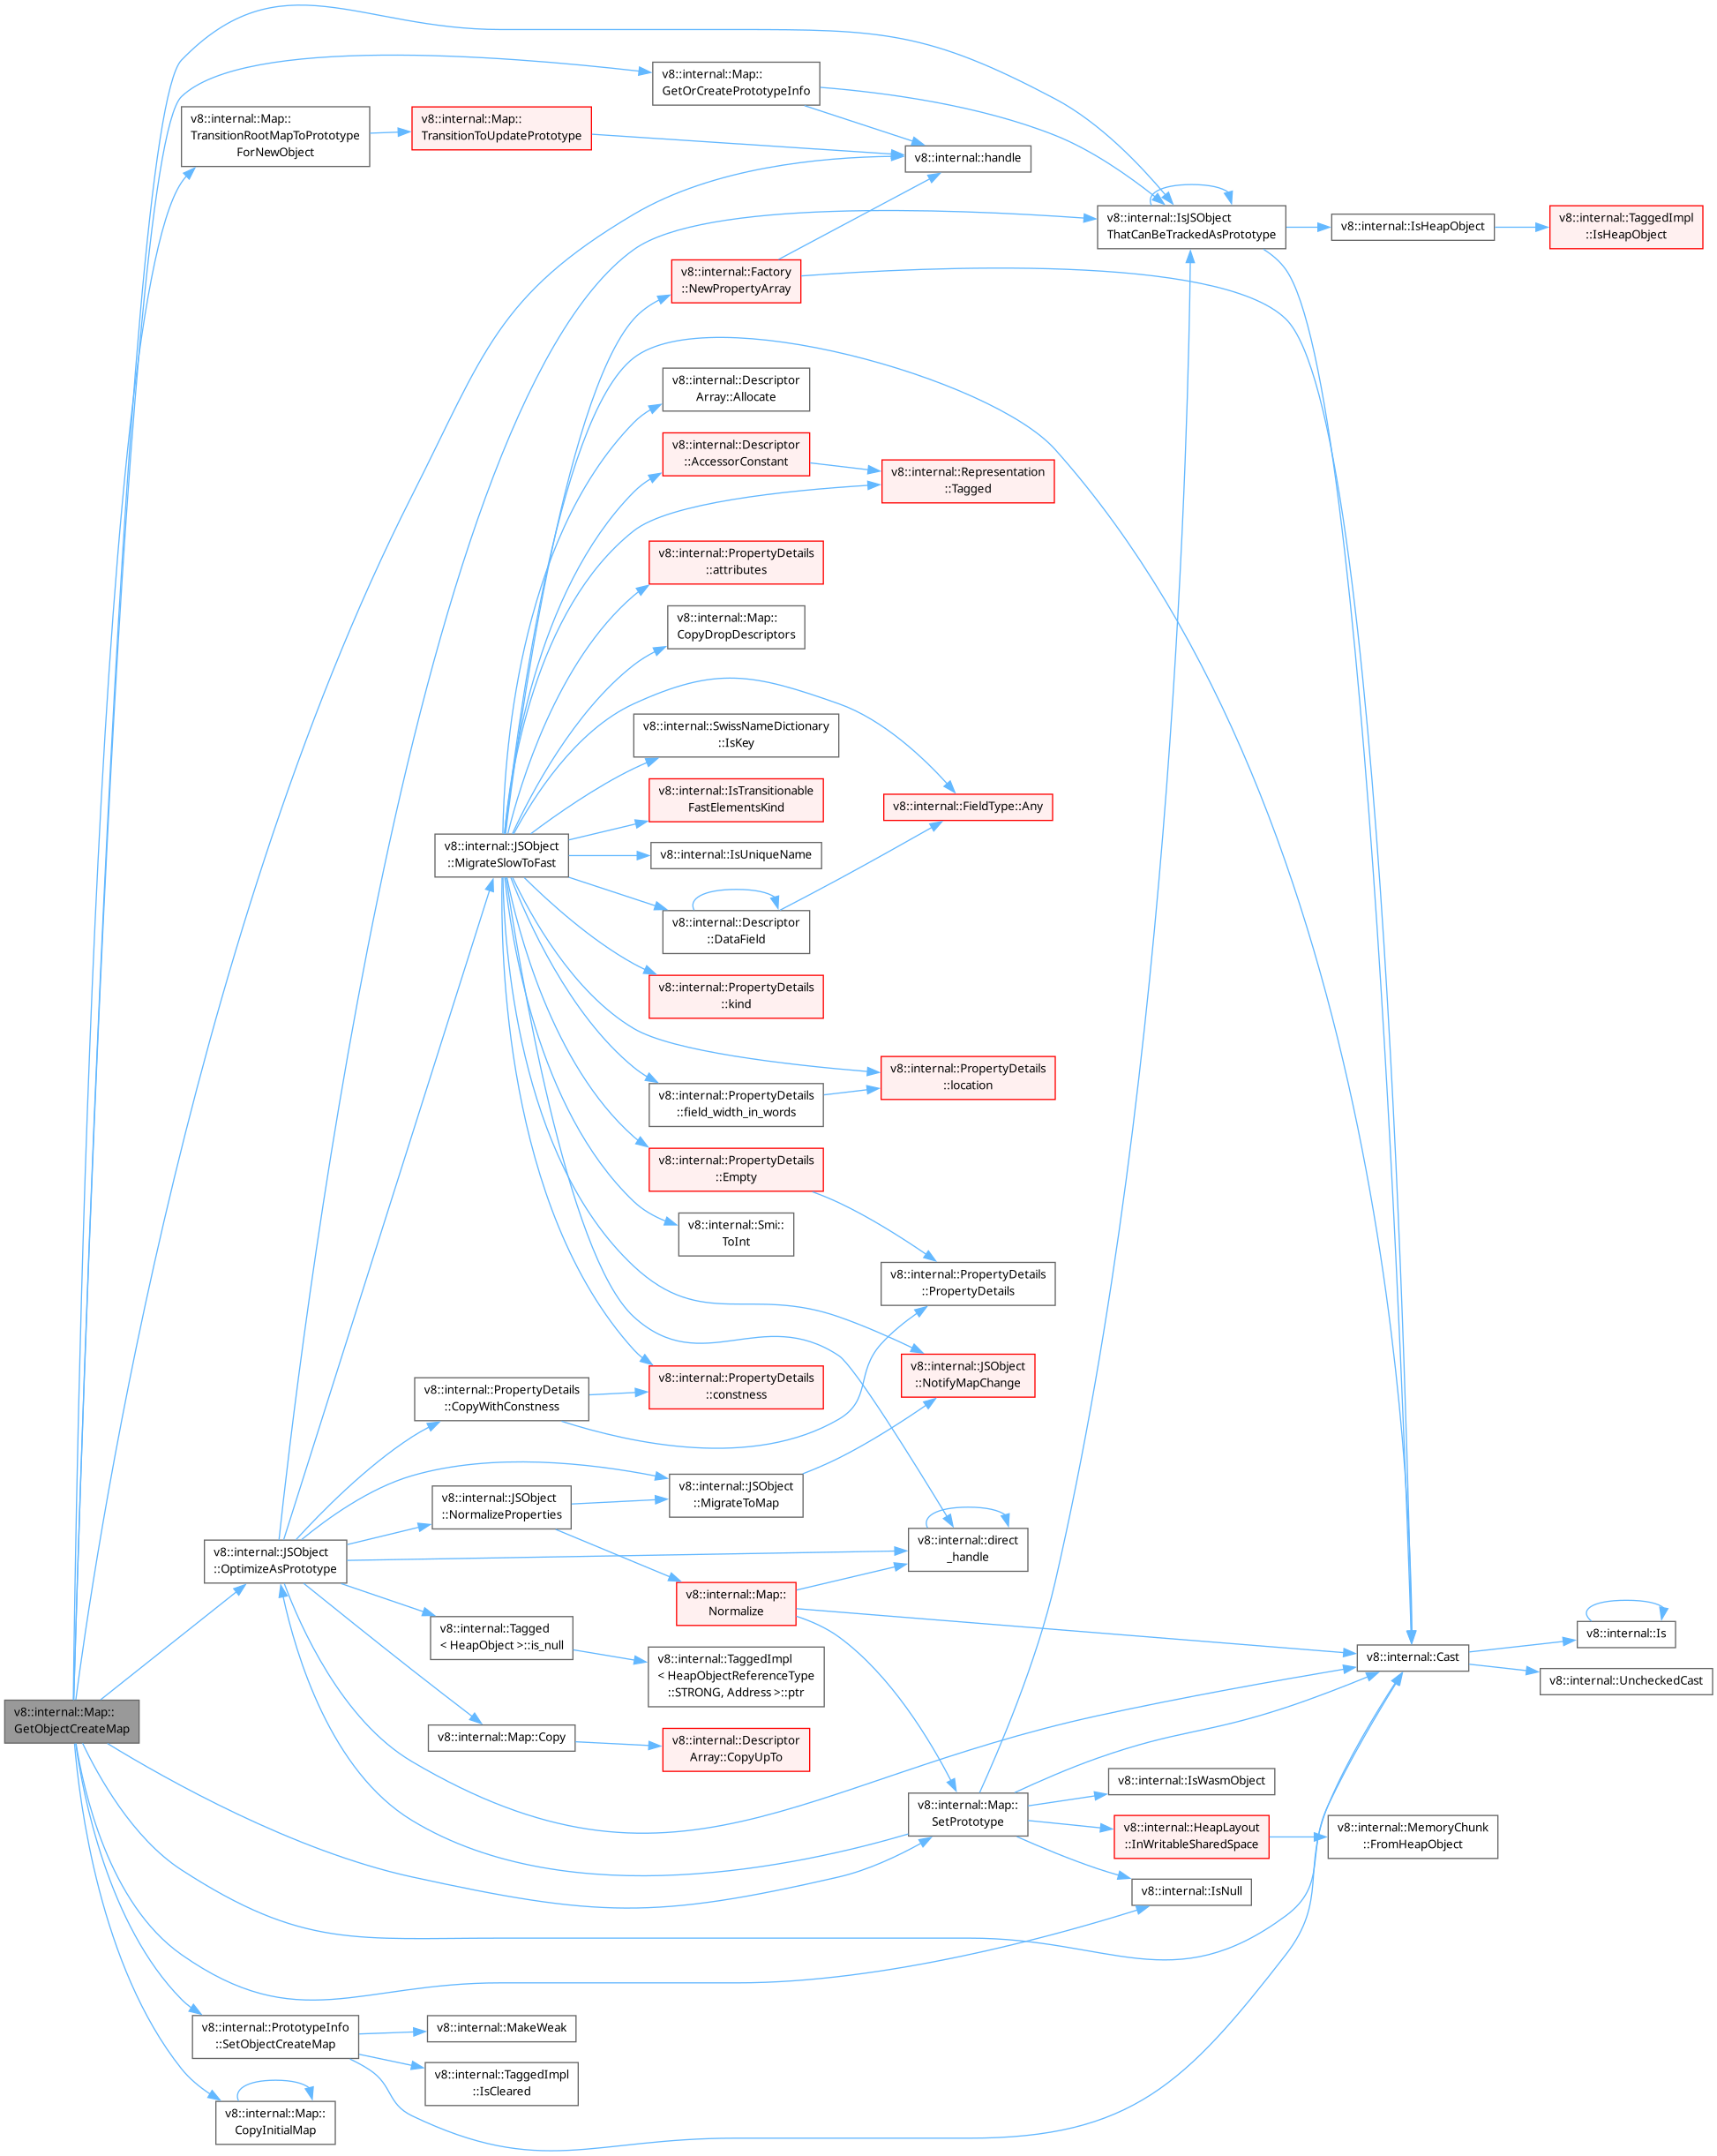 v8::internal::Map::
GetOrCreatePrototypeInfo
v8::internal::Map::
TransitionRootMapToPrototype
ForNewObject
v8::internal::Map::
TransitionToUpdatePrototype
v8::internal::handle
v8::internal::IsJSObject
ThatCanBeTrackedAsPrototype
v8::internal::IsHeapObject
v8::internal::TaggedImpl
::IsHeapObject
v8::internal::Factory
::NewPropertyArray
v8::internal::Descriptor
Array::Allocate
v8::internal::Descriptor
::AccessorConstant
v8::internal::Representation
::Tagged
v8::internal::PropertyDetails
::attributes
v8::internal::Map::
CopyDropDescriptors
v8::internal::SwissNameDictionary
::IsKey
v8::internal::IsTransitionable
FastElementsKind
v8::internal::FieldType::Any
v8::internal::JSObject
::MigrateSlowToFast
v8::internal::IsUniqueName
v8::internal::Descriptor
::DataField
v8::internal::PropertyDetails
::kind
v8::internal::PropertyDetails
::location
v8::internal::PropertyDetails
::field_width_in_words
v8::internal::PropertyDetails
::Empty
v8::internal::Smi::
ToInt
v8::internal::PropertyDetails
::PropertyDetails
v8::internal::JSObject
::NotifyMapChange
v8::internal::PropertyDetails
::constness
v8::internal::PropertyDetails
::CopyWithConstness
v8::internal::JSObject
::MigrateToMap
v8::internal::JSObject
::NormalizeProperties
v8::internal::direct
_handle
v8::internal::JSObject
::OptimizeAsPrototype
v8::internal::Map::
Normalize
v8::internal::Tagged
< HeapObject >::is_null
v8::internal::TaggedImpl
< HeapObjectReferenceType
::STRONG, Address >::ptr
v8::internal::Is
v8::internal::Cast
v8::internal::UncheckedCast
v8::internal::Map::
GetObjectCreateMap
v8::internal::Map::Copy
v8::internal::Descriptor
Array::CopyUpTo
v8::internal::IsWasmObject
v8::internal::Map::
SetPrototype
v8::internal::HeapLayout
::InWritableSharedSpace
v8::internal::MemoryChunk
::FromHeapObject
v8::internal::IsNull
v8::internal::PrototypeInfo
::SetObjectCreateMap
v8::internal::MakeWeak
v8::internal::TaggedImpl
::IsCleared
v8::internal::Map::
CopyInitialMap